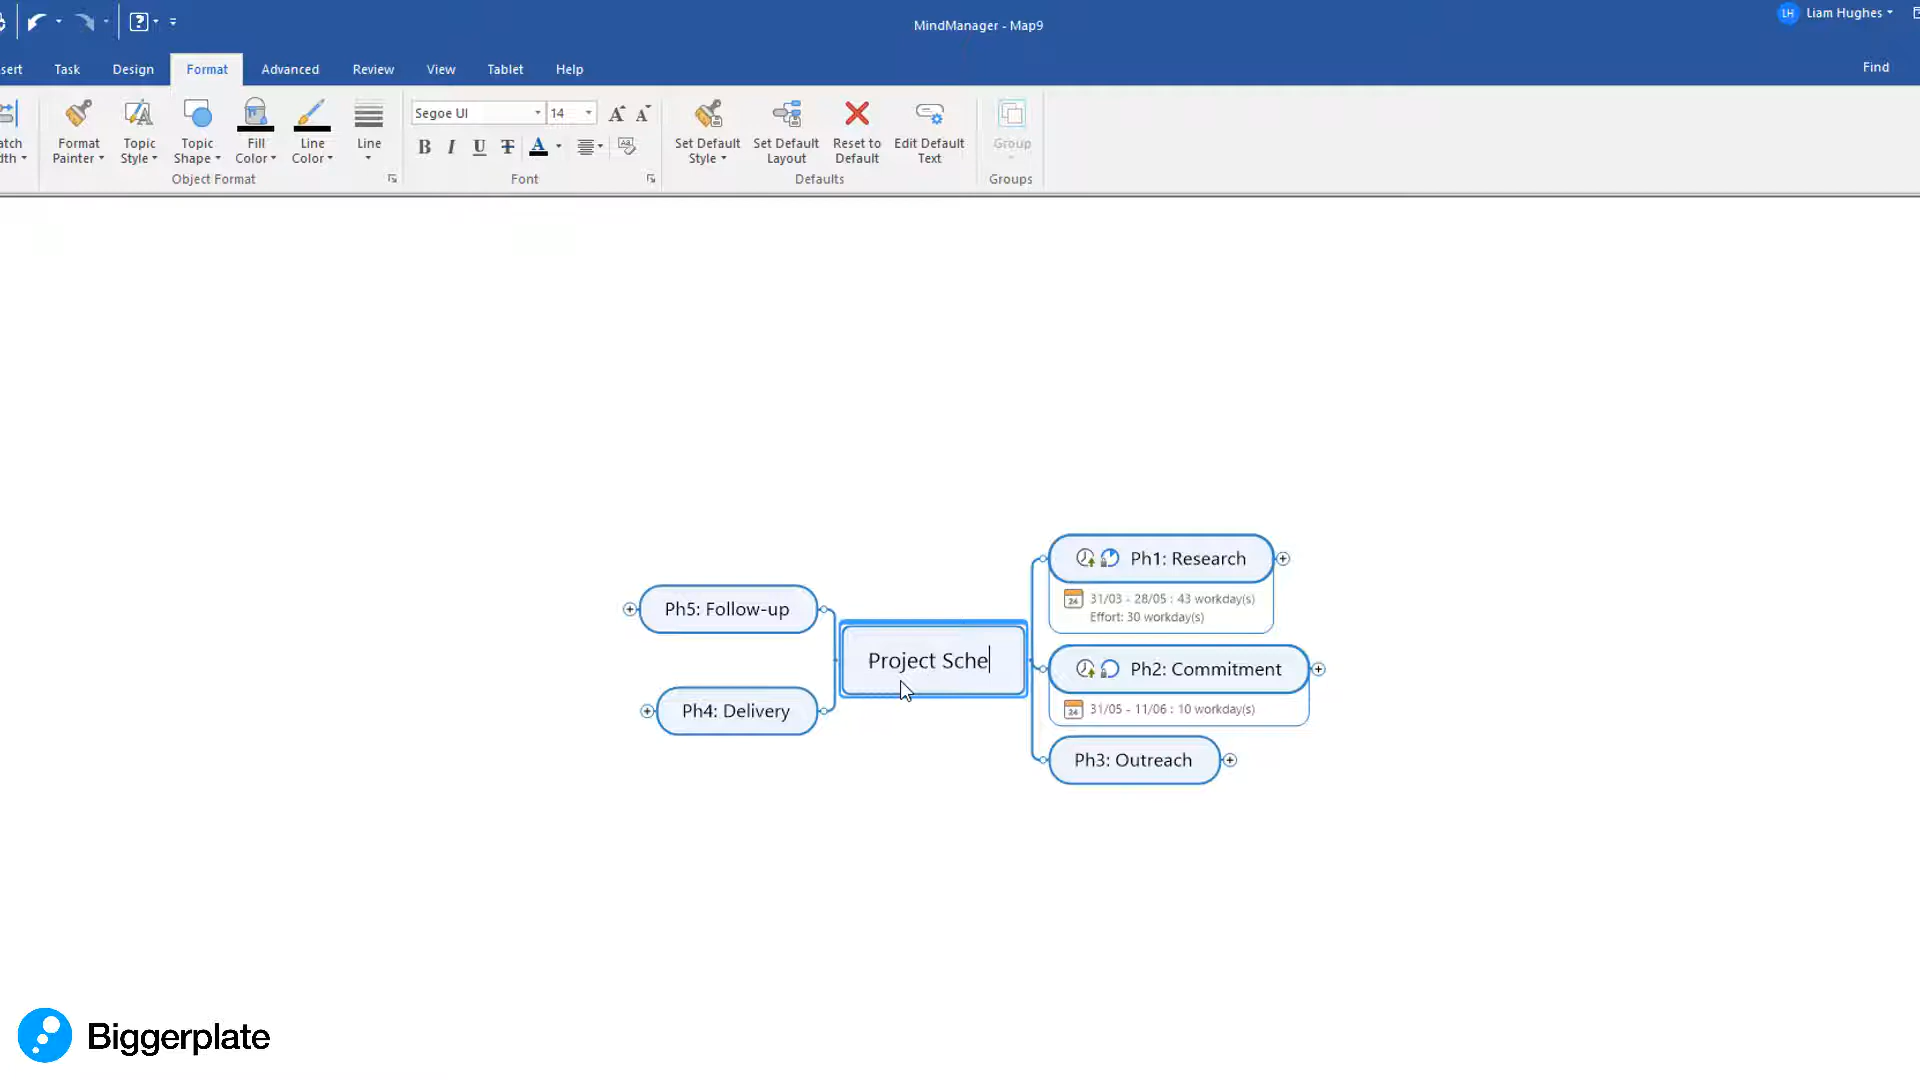 MindManager - Map9
LH Liam Hughes
sert Task Design Format Advanced Review View Tablet Help
Find
atch
dth
Format
Painter
Topic
Style
Topic
Shape
Fill
Color
Line
Color
Line
Object Format
Segoe UI 14
A A
B I U T A
Font
Set Default
Style
Set Default
Layout
Reset to
Default
Edit Default
Text
Defaults
Group
Groups
Ph1: Research
24 31/03 - 28/05 : 43 workday(s)
Effort: 30 workday(s)
Ph5: Follow-up
Project Sche
Ph2: Commitment
24 31/05 - 11/06 : 10 workday(s)
Ph4: Delivery
Ph3: Outreach
Biggerplate